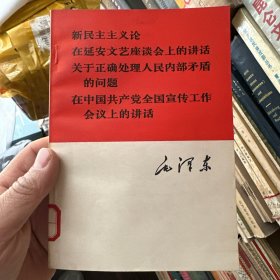 新民主主义论
在延安文艺座谈会上的讲话
关于正确处理人民内部矛盾
的问题
在中国共产党全国宣传工作
会议上的讲话
毛泽东